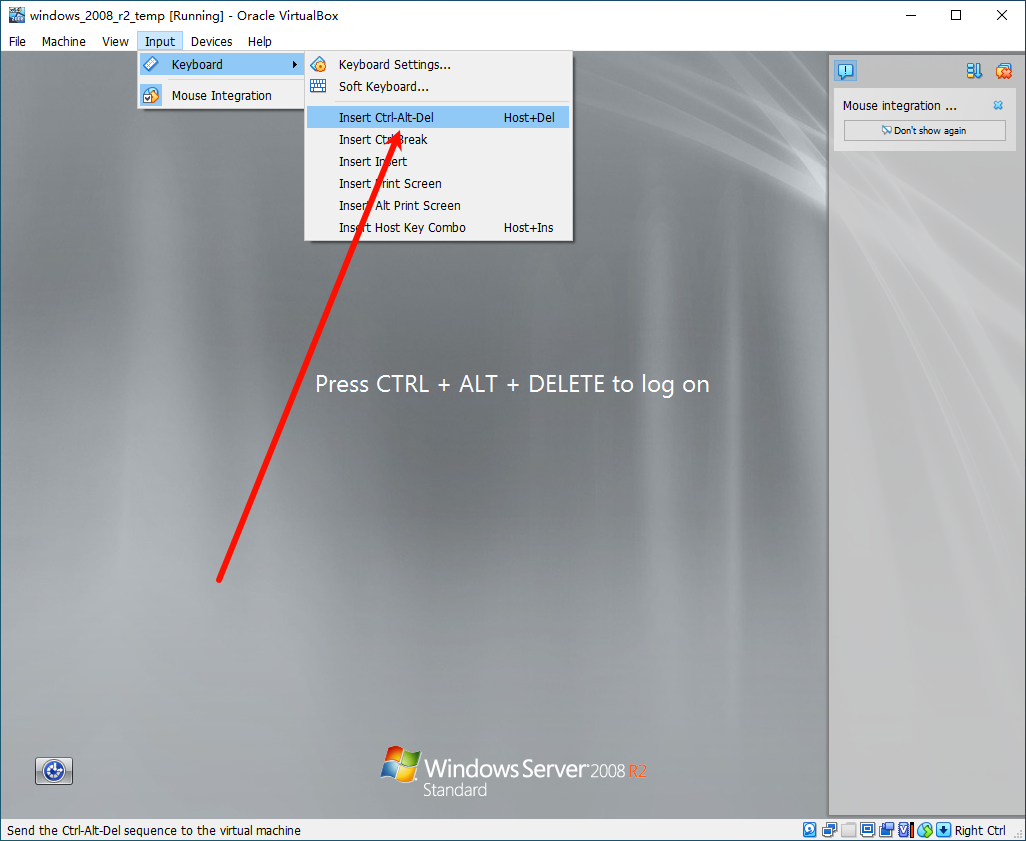 windows_2008_r2_temp [Running] - Oracle VirtualBox
File Machine View Input Devices Help
Keyboard
Mouse Integration
Keyboard Settings...
Soft Keyboard...
Insert Ctrl-Alt-Del Host+Del
Insert Ctrl-Break
Insert Insert
Insert Print Screen
Insert Alt Print Screen
Insert Host Key Combo Host+Ins
Mouse integration ...
Don't show again
Press CTRL + ALT + DELETE to log on
Windows Server 2008 R2
Standard
Send the Ctrl-Alt-Del sequence to the virtual machine
Right Ctrl